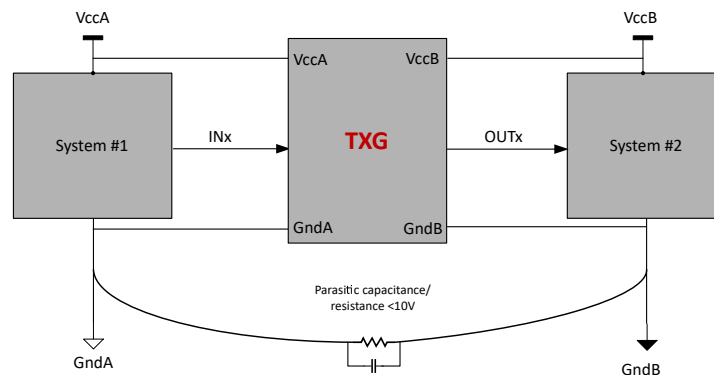 VccA
VccB
VccA
VccB
System #1
INx
TXG
OUTx
System #2
GndA
GndB
Parasitic capacitance/
resistance <10V
GndA
GndB